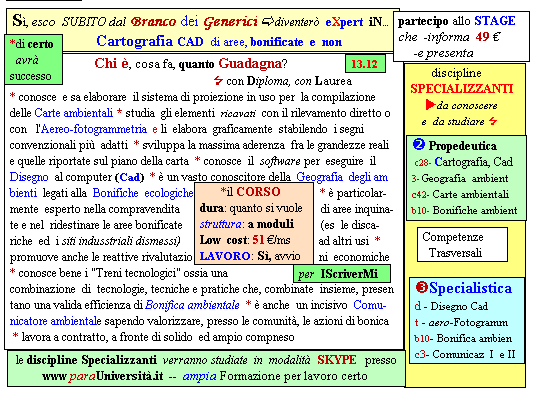 Sì, esco SUBITO dal Branco dei Generici ⇨diventerò eXpert iN...
Cartografia CAD di aree, bonificate e non
*di certo
avrà
successo
Chi è, cosa fa, quanto Guadagna? 13.12
ϟ con Diploma, con Laurea
* conosce e sa elaborare il sistema di proiezione in uso per la compilazione
delle Carte ambientali * studia gli elementi ricavati con il rilevamento diretto o
con l'Aereo-fotogrammetria e li elabora graficamente stabilendo i segni
convenzionali più adatti * sviluppa la massima aderenza fra le grandezze reali
e quelle riportate sul piano della carta * conosce il software per eseguire il
Disegno al computer (Cad) * è un vasto conoscitore della Geografia degli am
bienti legati alla Bonifiche ecologiche * è particolar-
mente esperto nella compravendita di aree inquina-
te e nel ridestinare le aree bonificate (es le disca-
riche ed i siti indusstriali dismessi) ad altri usi *
promuove anche le reattive rivalutazio ni economiche
*il CORSO
dura: quanto si vuole
struttura: a moduli
Low cost: 51 €/ms
LAVORO: Si, avvio
* conosce bene i "Treni tecnologici" ossia una per IScriverMi
combinazione di tecnologie, tecniche e pratiche che, combinate insieme, presen
tano una valida efficienza di Bonifica ambientale * è anche un incisivo Comu-
nicatore ambientale sapendo valorizzare, presso le comunità, le azioni di bonica
* lavora a contratto, a fronte di solido ed ampio compneso
le discipline Specializzanti verranno studiate in modalità SKYPE presso
www.paraUniversità.it -- ampia Formazione per lavoro certo
partecipo allo STAGE
che -informa 49 €
-e presenta
discipline
SPECIALIZZANTI
▶da conoscere
e da studiare ϟ
❷ Propedeutica
c28- Cartografia, Cad
3- Geografia ambient
c42- Carte ambientali
b10- Bonifiche ambient
Competenze
Trasversali
❸Specialistica
d - Disegno Cad
t - aero-Fotogramm
b10- Bonifica ambien
c3- Comunicaz I e II